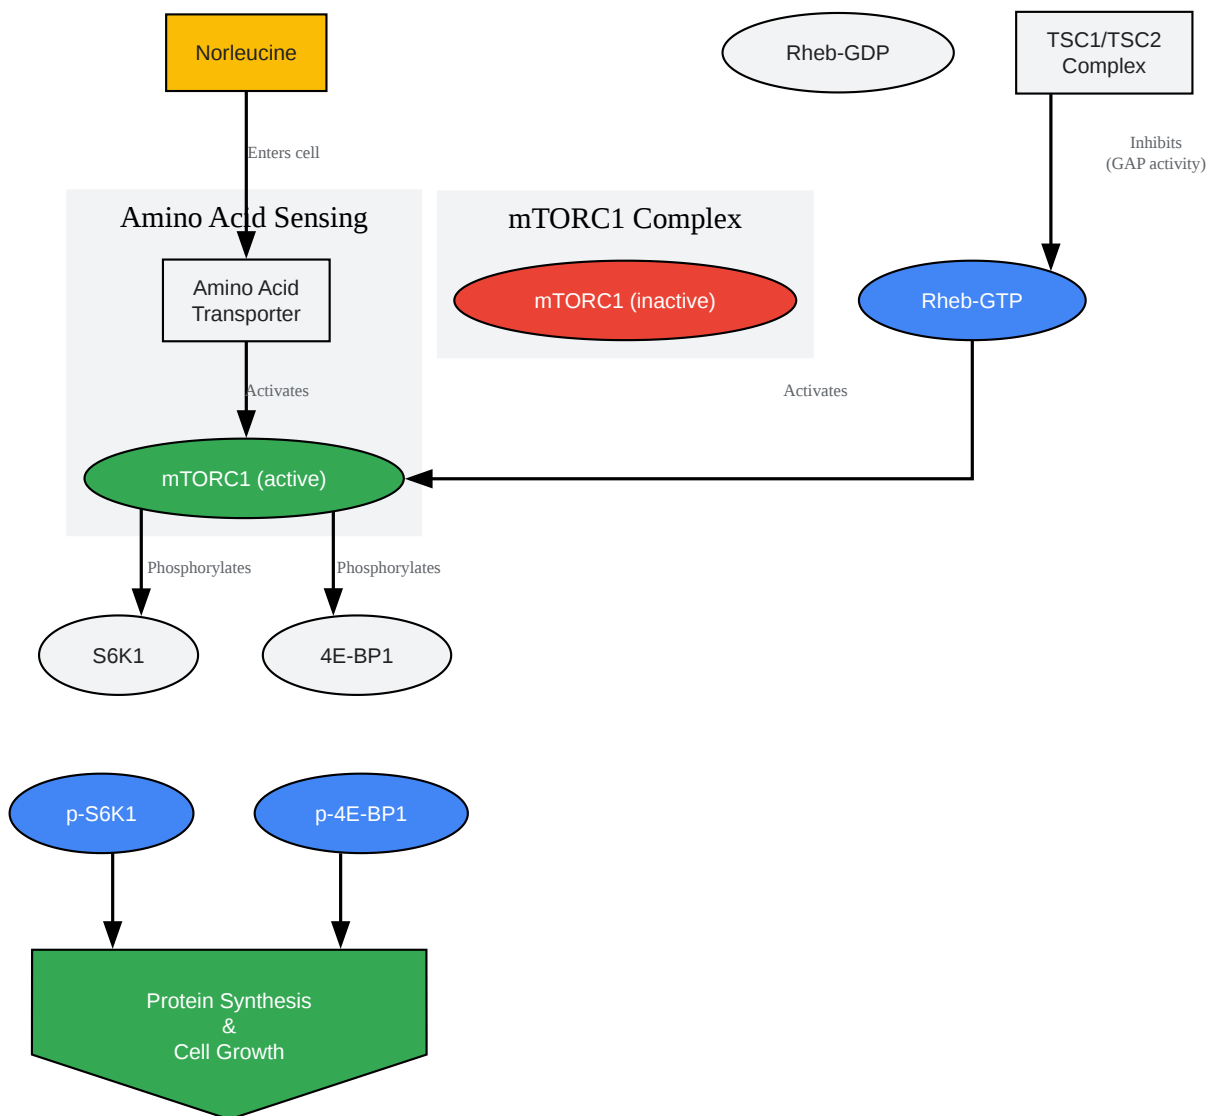 Norleucine
Rheb-GDP
TSC1/TSC2
Complex
Enters cell
Inhibits
(GAP activity)
Amino Acid Sensing
mTORC1 Complex
Amino Acid
Transporter
mTORC1 (inactive)
Rheb-GTP
Activates
Activates
mTORC1 (active)
Phosphorylates
Phosphorylates
S6K1
4E-BP1
p-S6K1
p-4E-BP1
Protein Synthesis
&
Cell Growth